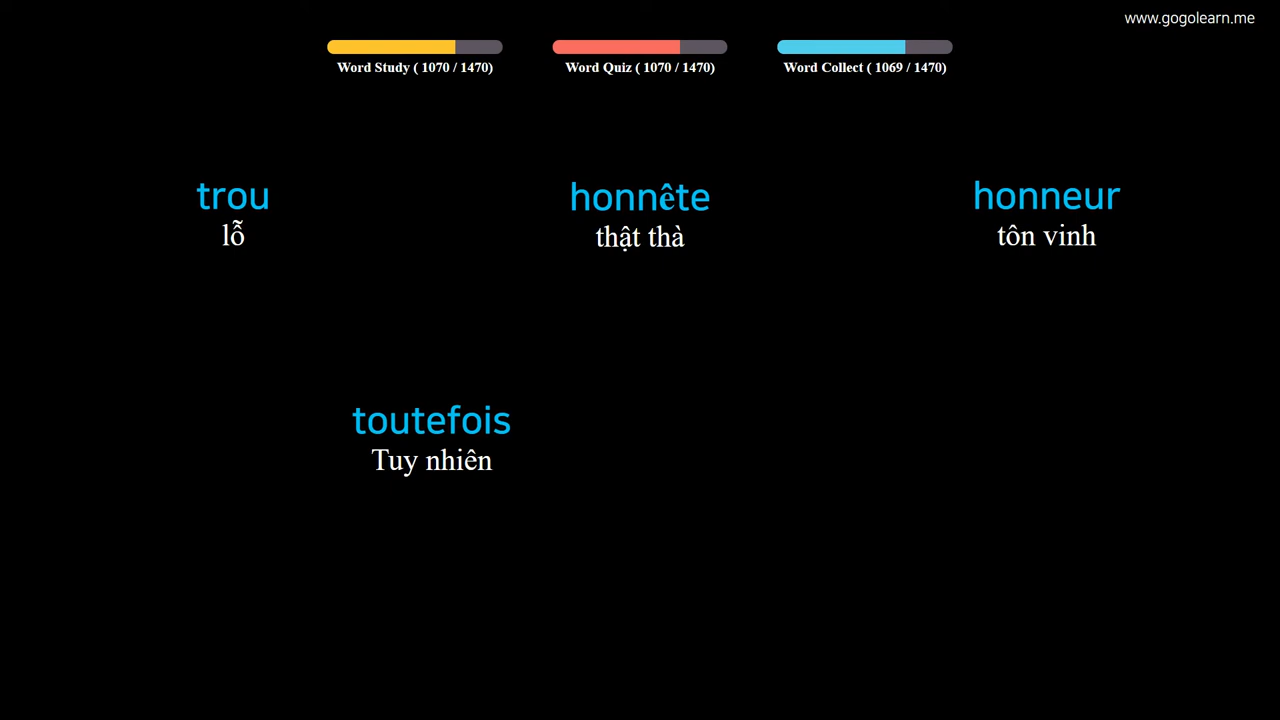 www.gogolearn.me
Word Study ( 1070 / 1470)
Word Quiz ( 1070 / 1470)
Word Collect ( 1069 / 1470)
trou
lỗ
honnête
thật thà
honneur
tôn vinh
toutefois
Tuy nhiên